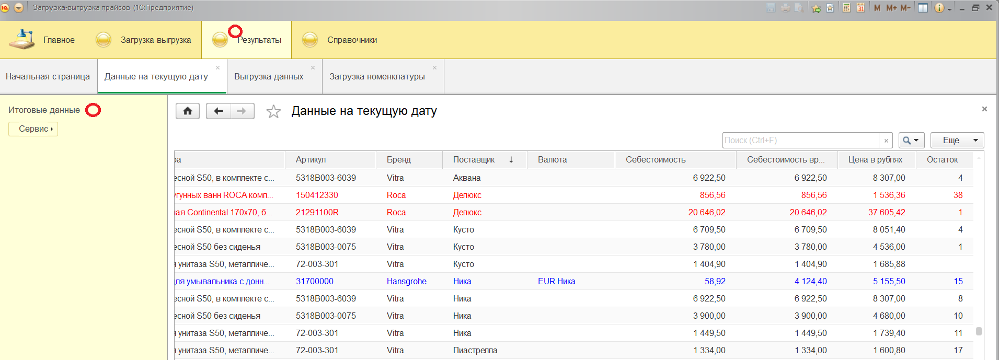 Загрузка-выгрузка прайсов (1С:Предприятие)
31 M M+ M- i
Главное Загрузка-выгрузка Результаты Справочники
Начальная страница Данные на текущую дату × Выгрузка данных × Загрузка номенклатуры ×
Итоговые данные
Сервис
Данные на текущую дату ×
Поиск (Ctrl+F) × Еще
ра Артикул Бренд Поставщик ↓ Валюта Себестоимость Себестоимость вр... Цена в рублях Остаток
есной S50, в комплекте с... 5318B003-6039 Vitra Аквана 6 922,50 6 922,50 8 307,00 4
угунных ванн ROCA комп... 150412330 Roca Делюкс 856,56 856,56 1 536,36 38
ная Continental 170x70, б... 21291100R Roca Делюкс 20 646,02 20 646,02 37 605,42 1
есной S50, в комплекте с... 5318B003-6039 Vitra Кусто 6 709,50 6 709,50 8 051,40 4
есной S50 без сиденья 5318B003-0075 Vitra Кусто 3 780,00 3 780,00 4 536,00 1
я унитаза S50, металличе... 72-003-301 Vitra Кусто 1 404,90 1 404,90 1 685,88
для умывальника с донн... 31700000 Hansgrohe Ника EUR Ника 58,92 4 124,40 5 155,50 15
есной S50, в комплекте с... 5318B003-6039 Vitra Ника 6 922,50 6 922,50 8 307,00 8
есной S50 без сиденья 5318B003-0075 Vitra Ника 3 900,00 3 900,00 4 680,00 10
я унитаза S50, металличе... 72-003-301 Vitra Ника 1 449,50 1 449,50 1 739,40 11
я унитаза S50, металличе... 72-003-301 Vitra Пиастрелла 1 334,00 1 334,00 1 600,80 17